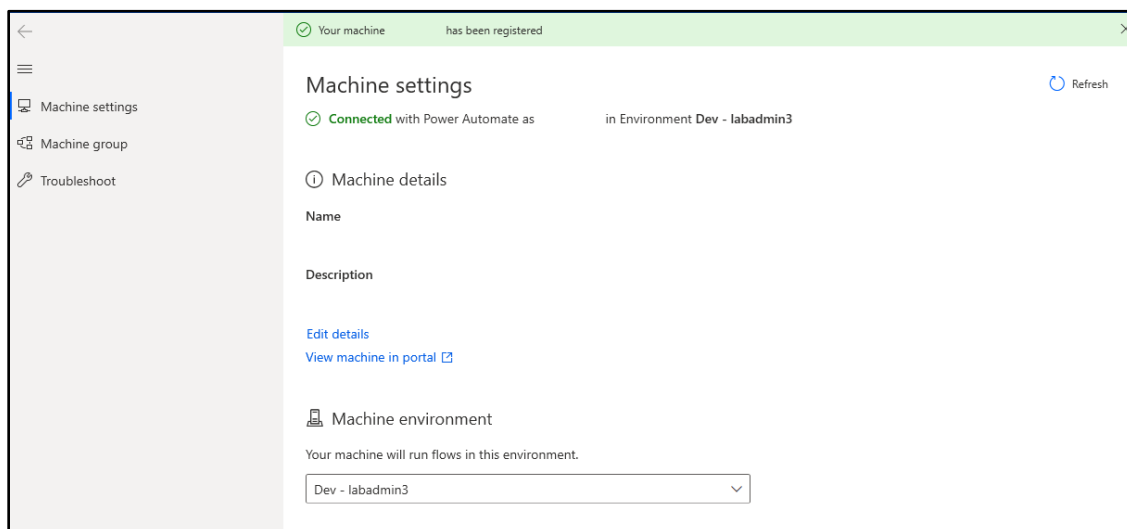 Your machine has been registered
Machine settings
Refresh
Machine settings
Connected with Power Automate as in Environment Dev - labadmin3
Machine group
Troubleshoot
Machine details
Name
Description
Edit details
View machine in portal
Machine environment
Your machine will run flows in this environment.
Dev - labadmin3